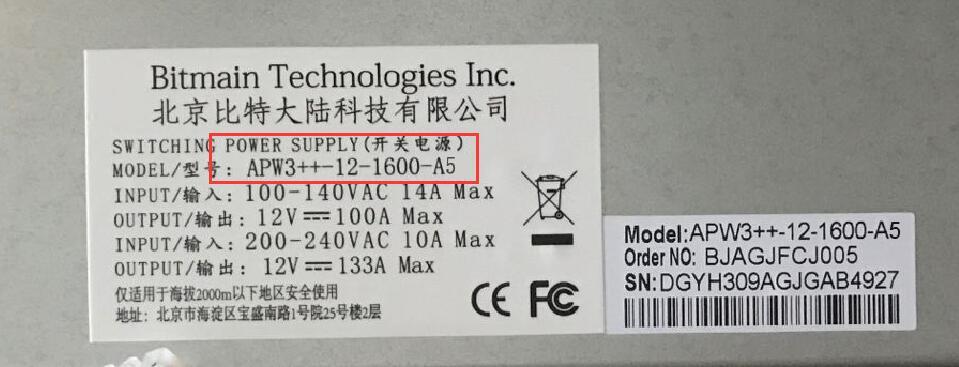 Bitmain Technologies Inc.
北京比特大陆科技有限公司
SWITCHING POWER SUPPLY(开关电源)
MODEL/型号: APW3++-12-1600-A5
INPUT/输入: 100-140VAC 14A Max
OUTPUT/输出: 12V⎓100A Max
INPUT/输入: 200-240VAC 10A Max
OUTPUT/输出: 12V⎓133A Max
仅适用于海拔2000m以下地区安全使用
地址: 北京市海淀区宝盛南路1号院25号楼2层
CE FC
Model:APW3++-12-1600-A5
Order NO: BJAGJFCJ005
SN:DGYH309AGJGAB4927